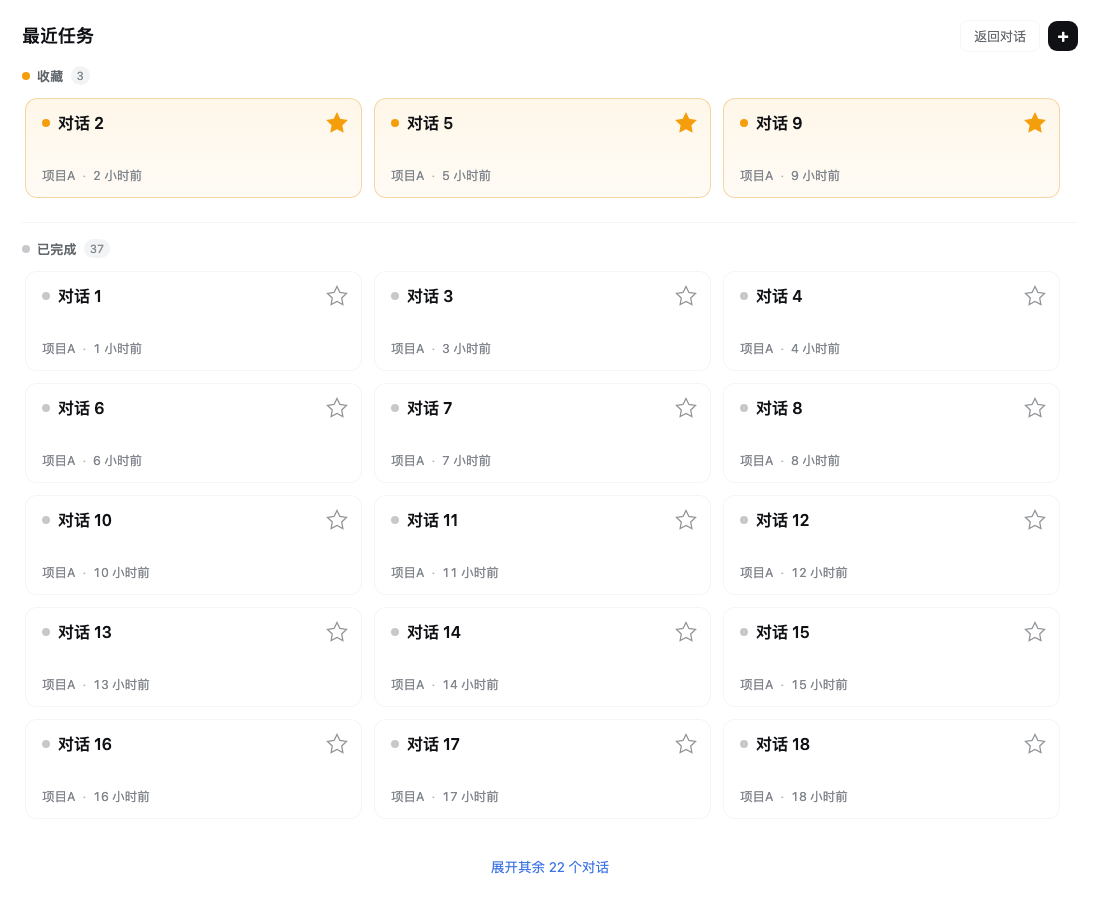 最近任务
返回对话
+
收藏 3
对话 2
项目A · 2 小时前
对话 5
项目A · 5 小时前
对话 9
项目A · 9 小时前
已完成 37
对话 1
项目A · 1 小时前
对话 3
项目A · 3 小时前
对话 4
项目A · 4 小时前
对话 6
项目A · 6 小时前
对话 7
项目A · 7 小时前
对话 8
项目A · 8 小时前
对话 10
项目A · 10 小时前
对话 11
项目A · 11 小时前
对话 12
项目A · 12 小时前
对话 13
项目A · 13 小时前
对话 14
项目A · 14 小时前
对话 15
项目A · 15 小时前
对话 16
项目A · 16 小时前
对话 17
项目A · 17 小时前
对话 18
项目A · 18 小时前
展开其余 22 个对话